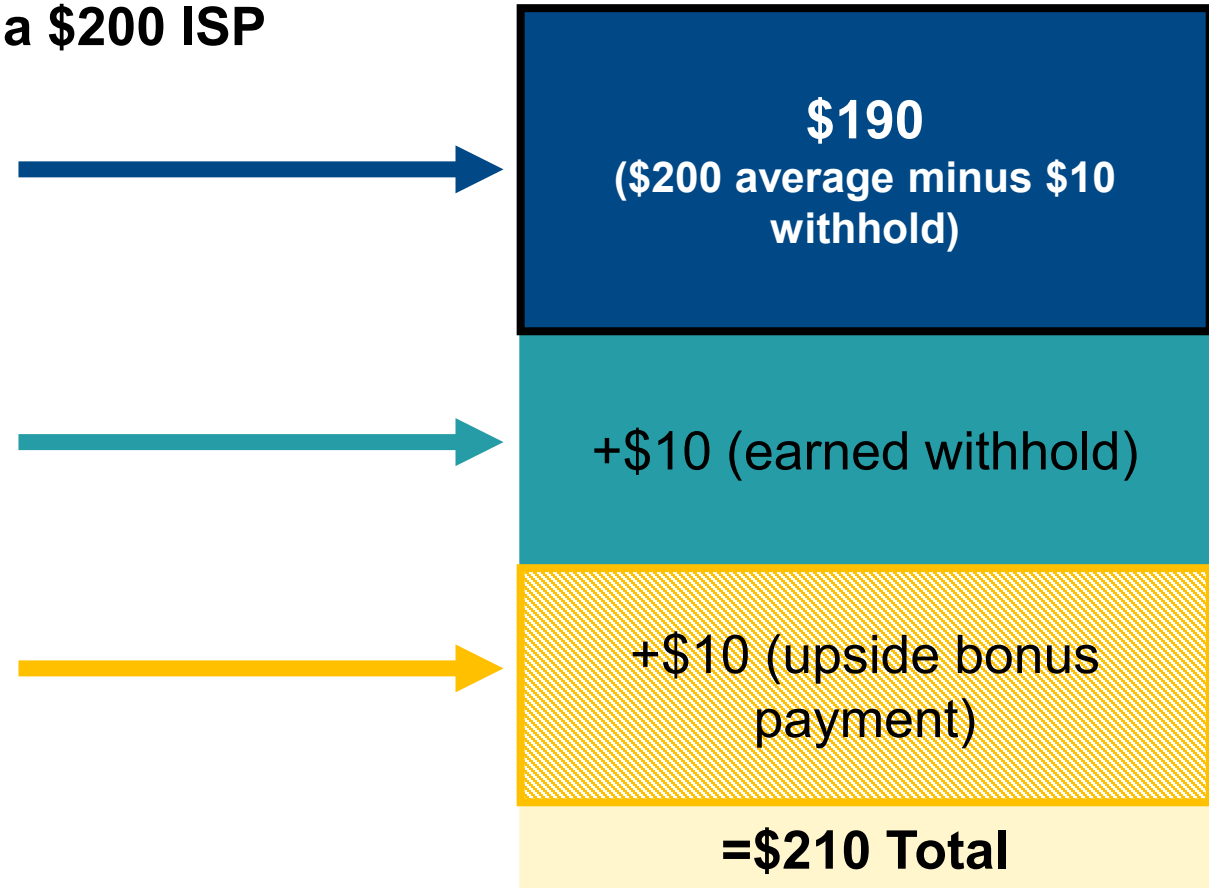 a $200 ISP
$190
($200 average minus $10
withhold)
+$10 (earned withhold)
+$10 (upside bonus
payment)
=$210 Total